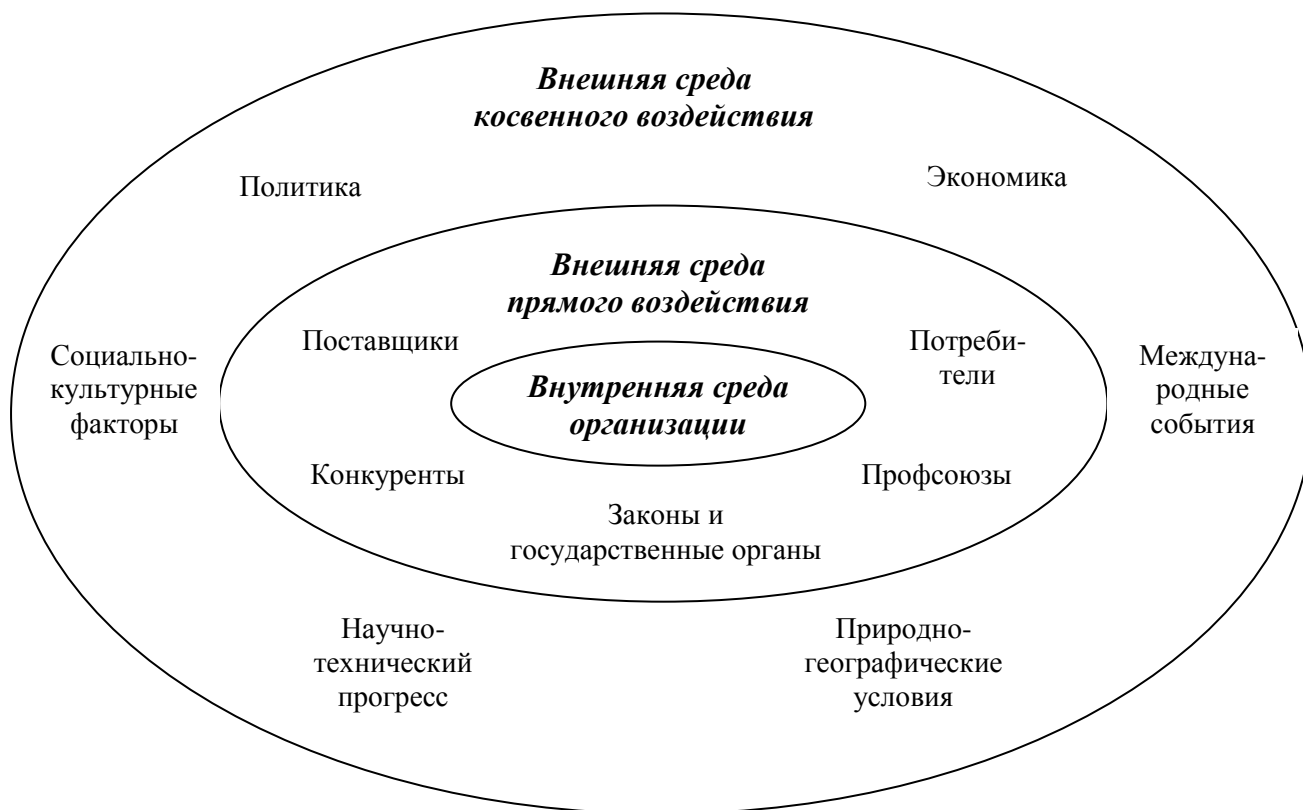 Внешняя среда
косвенного воздействия
Политика
Экономика
Внешняя среда
прямого воздействия
Поставщики
Потреби-
тели
Социально-
культурные
факторы
Междуна-
родные
события
Внутренняя среда
организации
Конкуренты
Профсоюзы
Законы и
государственные органы
Научно-
технический
прогресс
Природно-
географические
условия